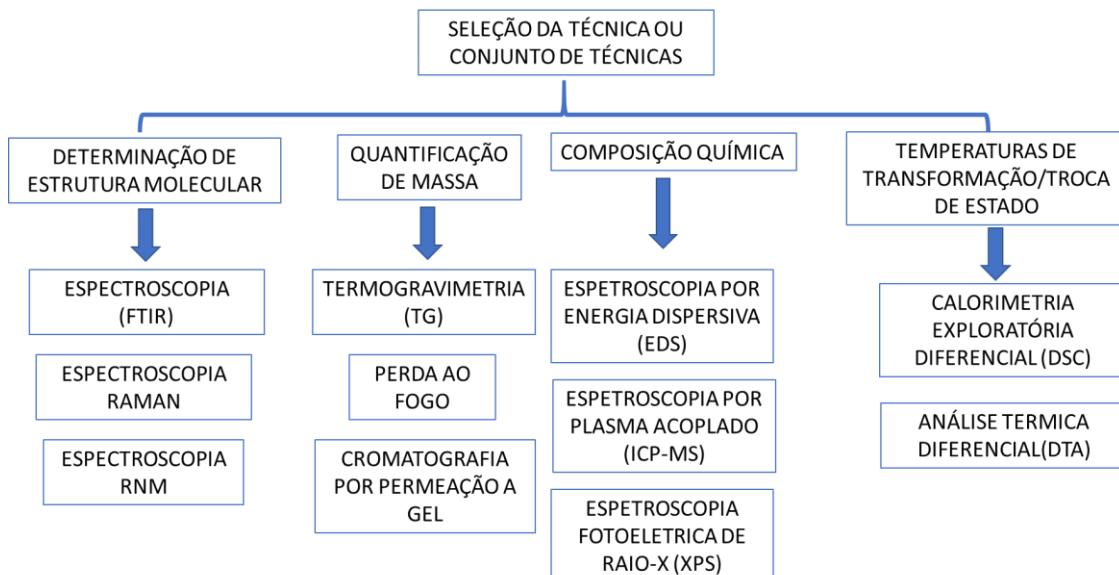 SELEÇÃO DA TÉCNICA OU
CONJUNTO DE TÉCNICAS
DETERMINAÇÃO DE
ESTRUTURA MOLECULAR
ESPECTROSCOPIA
(FTIR)
ESPECTROSCOPIA
RAMAN
ESPECTROSCOPIA
RNM
QUANTIFICAÇÃO
DE MASSA
TERMOGRAVIMETRIA
(TG)
PERDA AO
FOGO
CROMATOGRAFIA
POR PERMEAÇÃO A
GEL
COMPOSIÇÃO QUÍMICA
ESPETROSCOPIA POR
ENERGIA DISPERSIVA
(EDS)
ESPETROSCOPIA POR
PLASMA ACOPLADO
(ICP-MS)
ESPETROSCOPIA
FOTOELETRICA DE
RAIO-X (XPS)
TEMPERATURAS DE
TRANSFORMAÇÃO/TROCA
DE ESTADO
CALORIMETRIA
EXPLORATÓRIA
DIFERENCIAL (DSC)
ANÁLISE TERMICA
DIFERENCIAL(DTA)